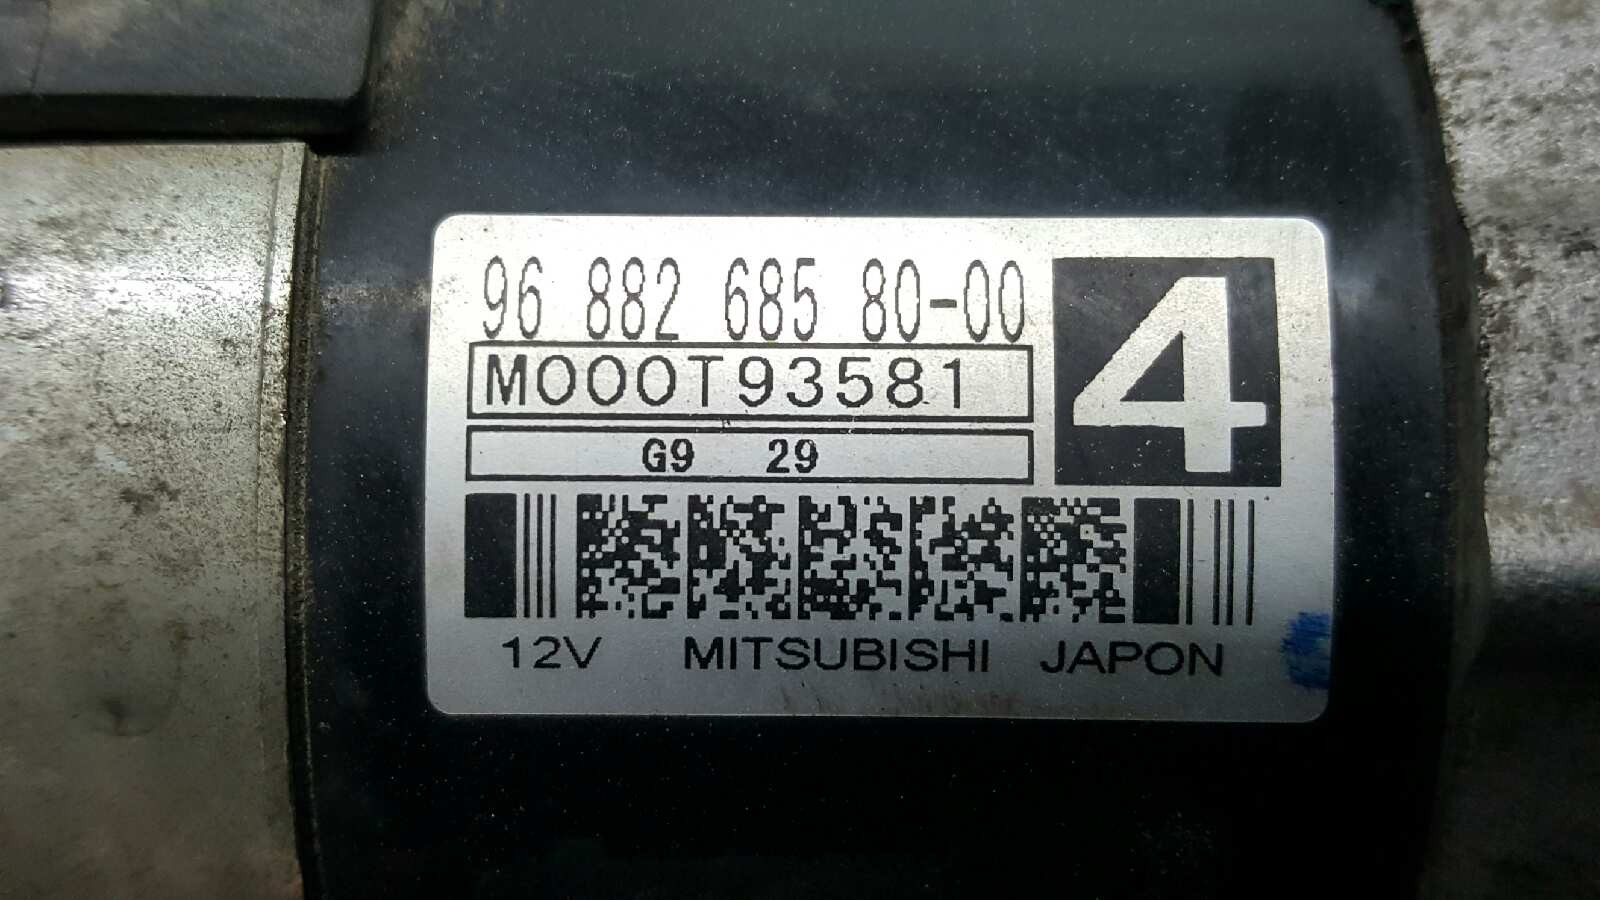 96 882 685 80-00
4
M000T93581
G9 29
12V MITSUBISHI JAPON